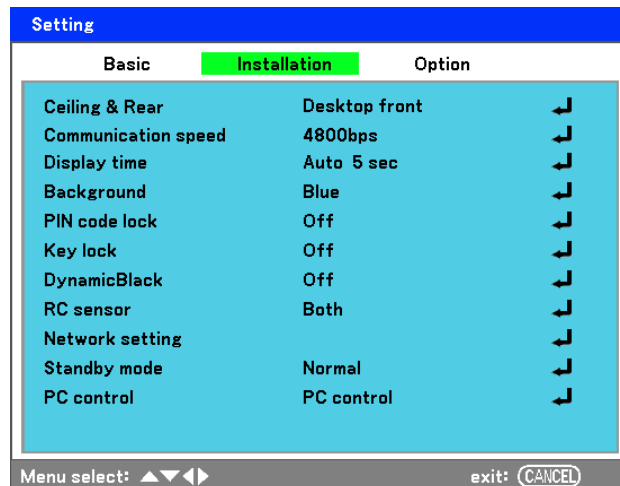 Setting
Basic Installation Option
Ceiling & Rear Desktop front
Communication speed 4800bps
Display time Auto 5 sec
Background Blue
PIN code lock Off
Key lock Off
DynamicBlack Off
RC sensor Both
Network setting
Standby mode Normal
PC control PC control
Menu select: ▲▼◀▶ exit: (CANCEL)